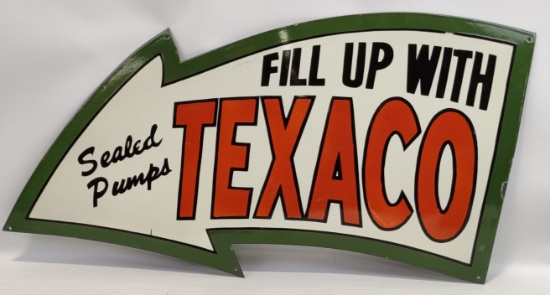 FILL UP WITH
TEXACO
Sealed
Pumps